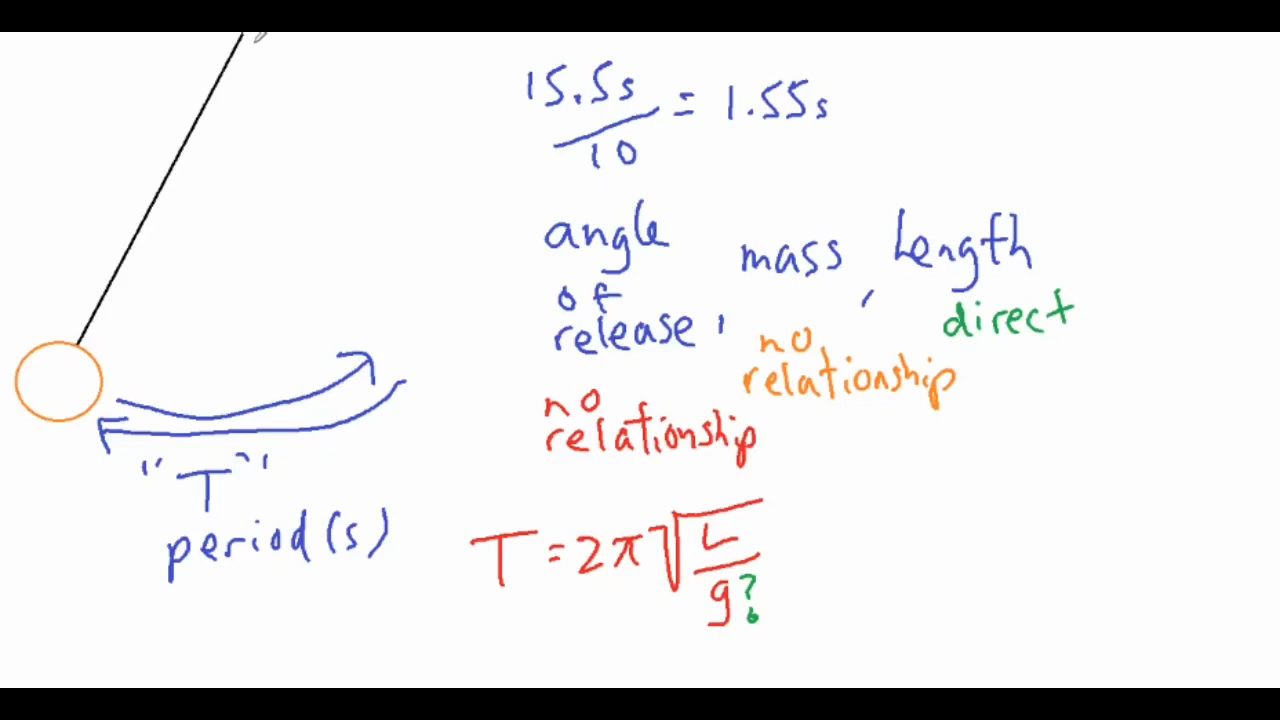 15.5s
/10 = 1.55s
angle
of
release, mass, Length
no relationship
no relationship
direct
"T"
period(s)
T = 2π√(L/g?)